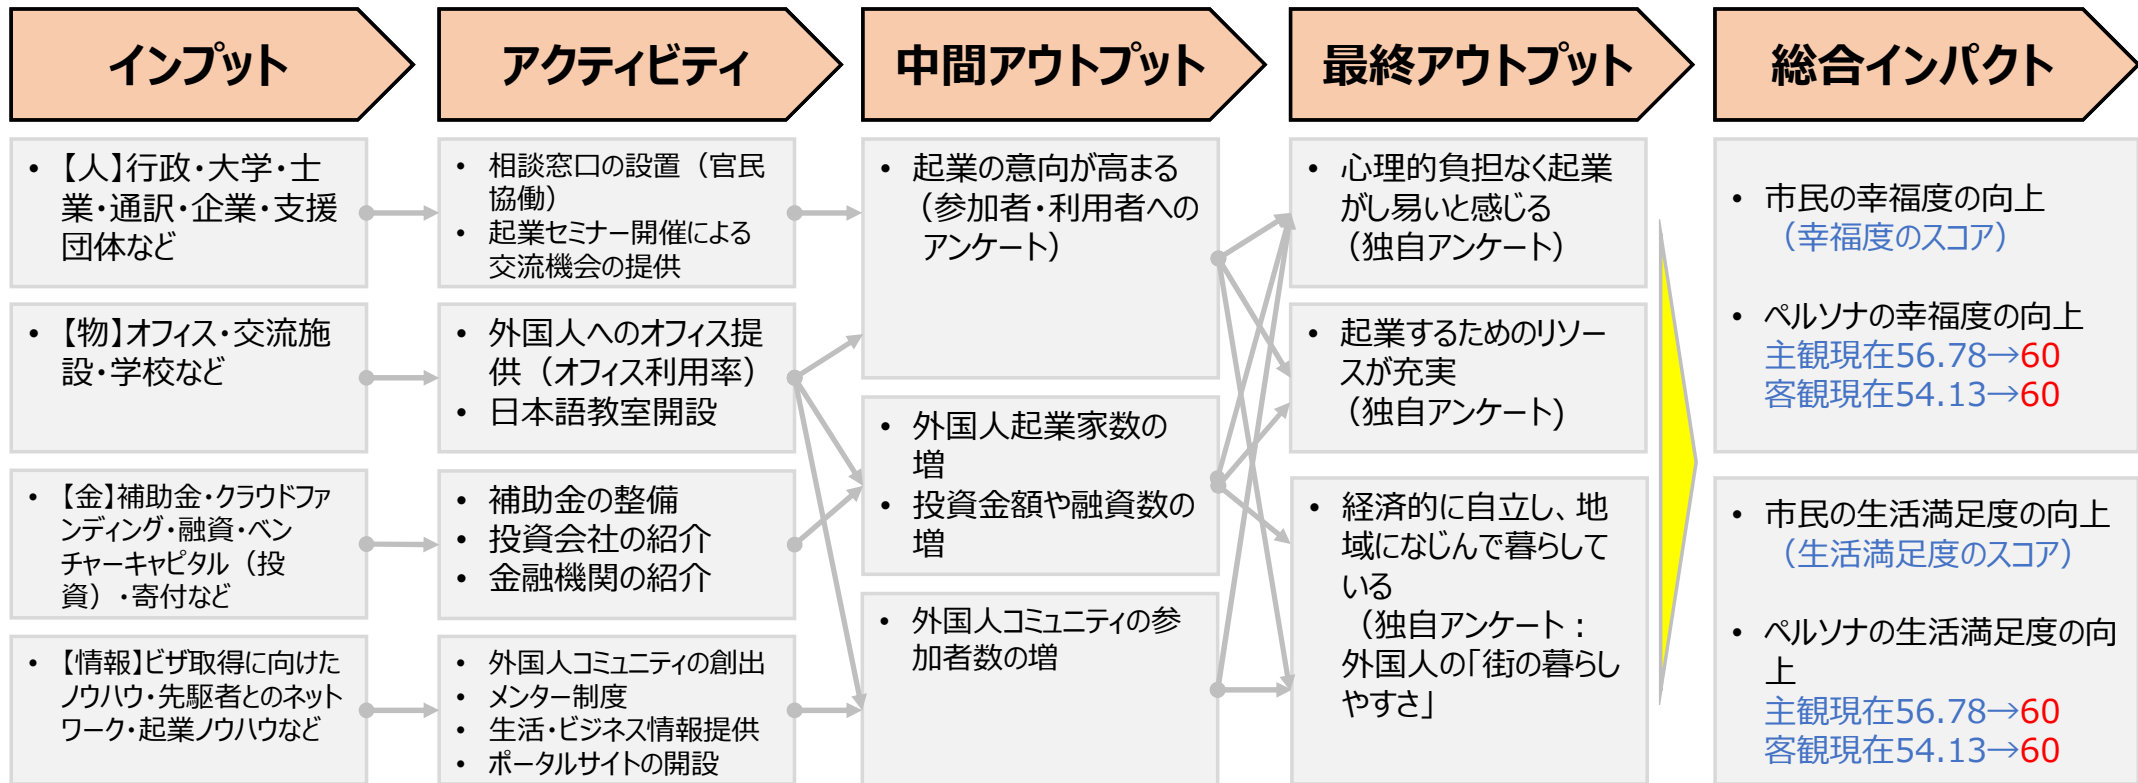 インプット
アクティビティ
中間アウトプット
最終アウトプット
総合インパクト
• 【人】行政・大学・士
業・通訳・企業・支援
団体など
• 【物】オフィス・交流施
設・学校など
• 【金】補助金・クラウドファ
ンディング・融資・ベン
チャーキャピタル（投
資）・寄付など
• 【情報】ビザ取得に向けた
ノウハウ・先駆者とのネット
ワーク・起業ノウハウなど
• 相談窓口の設置（官民
協働）
• 起業セミナー開催による
交流機会の提供
• 外国人へのオフィス提
供（オフィス利用率）
• 日本語教室開設
• 補助金の整備
• 投資会社の紹介
• 金融機関の紹介
• 外国人コミュニティの創出
• メンター制度
• 生活・ビジネス情報提供
• ポータルサイトの開設
• 起業の意向が高まる
（参加者・利用者への
アンケート）
• 外国人起業家数の
増
• 投資金額や融資数の
増
• 外国人コミュニティの参
加者数の増
• 心理的負担なく起業
がし易いと感じる
（独自アンケート）
• 起業するためのリソー
スが充実
（独自アンケート）
• 経済的に自立し、地
域になじんで暮らして
いる
（独自アンケート：
外国人の「街の暮らし
やすさ」
• 市民の幸福度の向上
（幸福度のスコア）
• ペルソナの幸福度の向上
主観現在56.78→60
客観現在54.13→60
• 市民の生活満足度の向上
（生活満足度のスコア）
• ペルソナの生活満足度の向
上
主観現在56.78→60
客観現在54.13→60